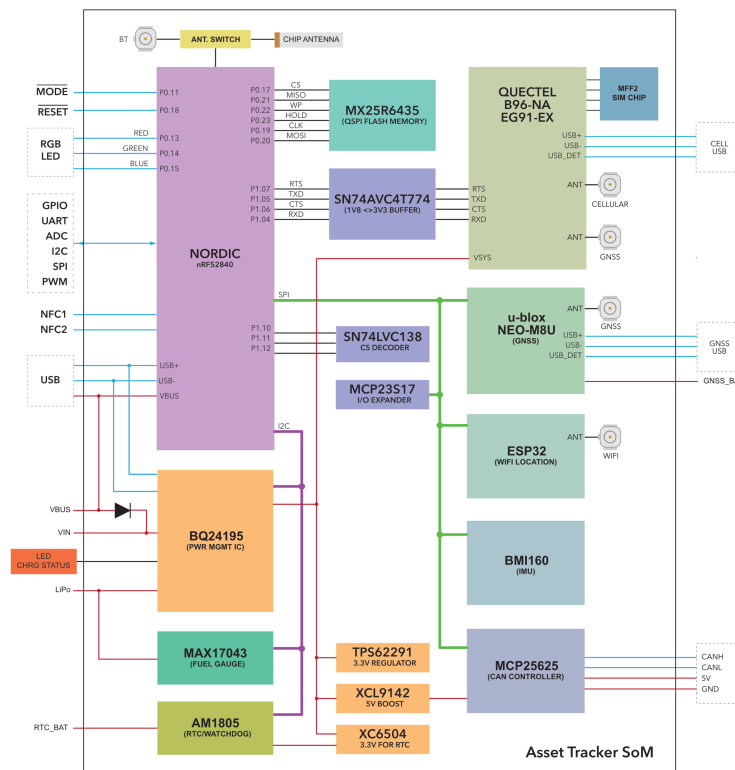 BT
ANT. SWITCH
CHIP ANTENNA
MODE
RESET
RGB
LED
RED
GREEN
BLUE
GPIO
UART
ADC
I2C
SPI
PWM
NFC1
NFC2
USB
P0.11
P0.18
P0.13
P0.14
P0.15
USB+
USB-
VBUS
NORDIC
nRF52840
P0.17
P0.21
P0.22
P0.23
P0.19
P0.20
P1.07
P1.05
P1.06
P1.04
P1.10
P1.11
P1.12
CS
MISO
WP
HOLD
CLK
MOSI
MX25R6435
(QSPI FLASH MEMORY)
RTS
TXD
CTS
RXD
SN74AVC4T774
(1V8 <>3V3 BUFFER)
QUECTEL
B96-NA
EG91-EX
RTS
TXD
CTS
RXD
VSYS
USB+
USB-
USB_DET
ANT
ANT
MFF2
SIM CHIP
CELL
USB
CELLULAR
GNSS
SPI
SN74LVC138
CS DECODER
MCP23S17
I/O EXPANDER
u-blox
NEO-M8U
(GNSS)
ANT
USB+
USB-
USB_DET
GNSS
GNSS
USB
GNSS_BA
I2C
ESP32
(WIFI LOCATION)
ANT
WIFI
VBUS
VIN
LED
CHRG STATUS
LiPo
BQ24195
(PWR MGMT IC)
BMI160
(IMU)
MAX17043
(FUEL GAUGE)
TPS62291
3.3V REGULATOR
XCL9142
5V BOOST
MCP25625
(CAN CONTROLLER)
CANH
CANL
5V
GND
RTC_BAT
AM1805
(RTC/WATCHDOG)
XC6504
3.3V FOR RTC
Asset Tracker SoM